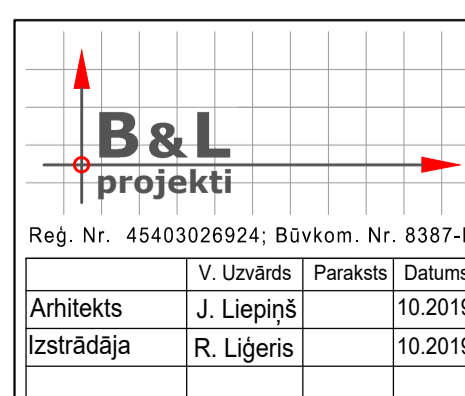 B & L
projekti
Reģ. Nr. 45403026924; Būvkom. Nr. 8387-
V. Uzvārds Paraksts Datums
Arhitekts J. Liepiņš 10.2019
Izstrādāja R. Liģeris 10.2019